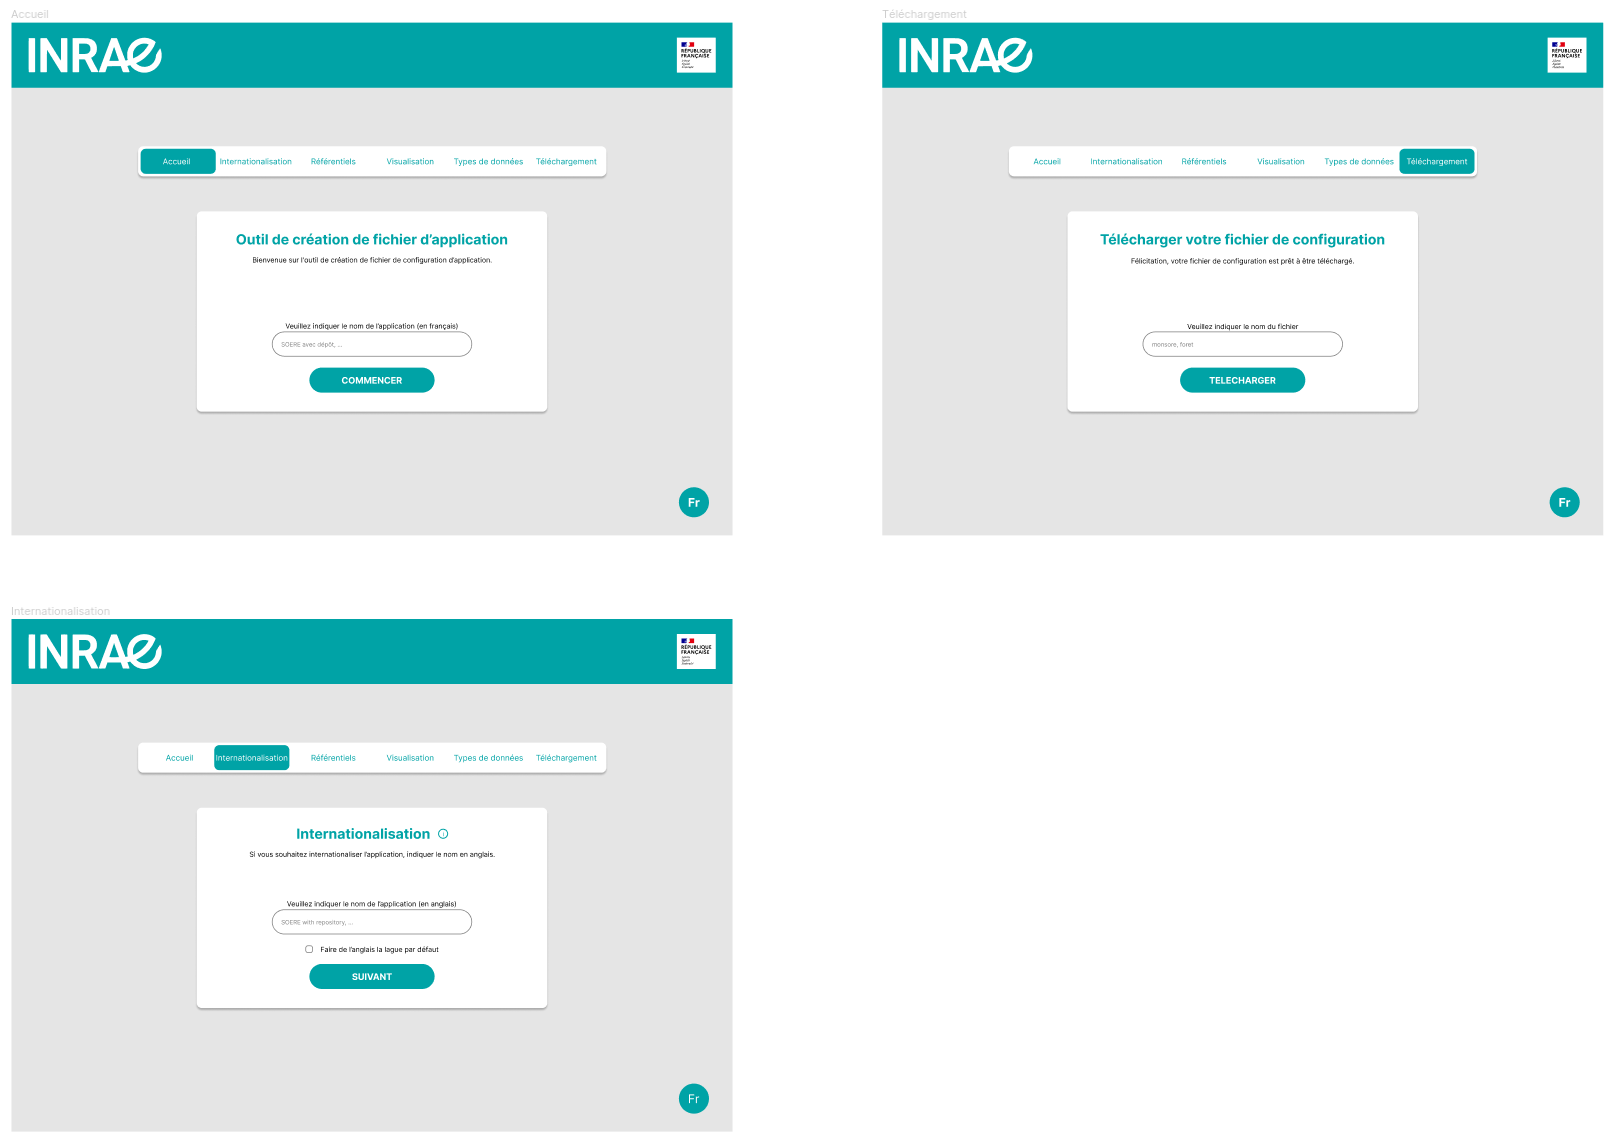 Accueil
INRAe
RÉPUBLIQUE
FRANÇAISE
Accueil Internationalisation Référentiels Visualisation Types de données Téléchargement
Outil de création de fichier d'application
Bienvenue sur l'outil de création de fichier de configuration d'application.
Veuillez indiquer le nom de l'application (en français)
SOERE avec dépôt, ...
COMMENCER
Fr
Téléchargement
INRAe
RÉPUBLIQUE
FRANÇAISE
Accueil Internationalisation Référentiels Visualisation Types de données Téléchargement
Télécharger votre fichier de configuration
Félicitation, votre fichier de configuration est prêt à être téléchargé.
Veuillez indiquer le nom du fichier
monsore, foret
TELECHARGER
Fr
Internationalisation
INRAe
RÉPUBLIQUE
FRANÇAISE
Accueil Internationalisation Référentiels Visualisation Types de données Téléchargement
Internationalisation
Si vous souhaitez internationaliser l'application, indiquer le nom en anglais.
Veuillez indiquer le nom de l'application (en anglais)
SOERE with repository, ...
Faire de l'anglais la lague par défaut
SUIVANT
Fr